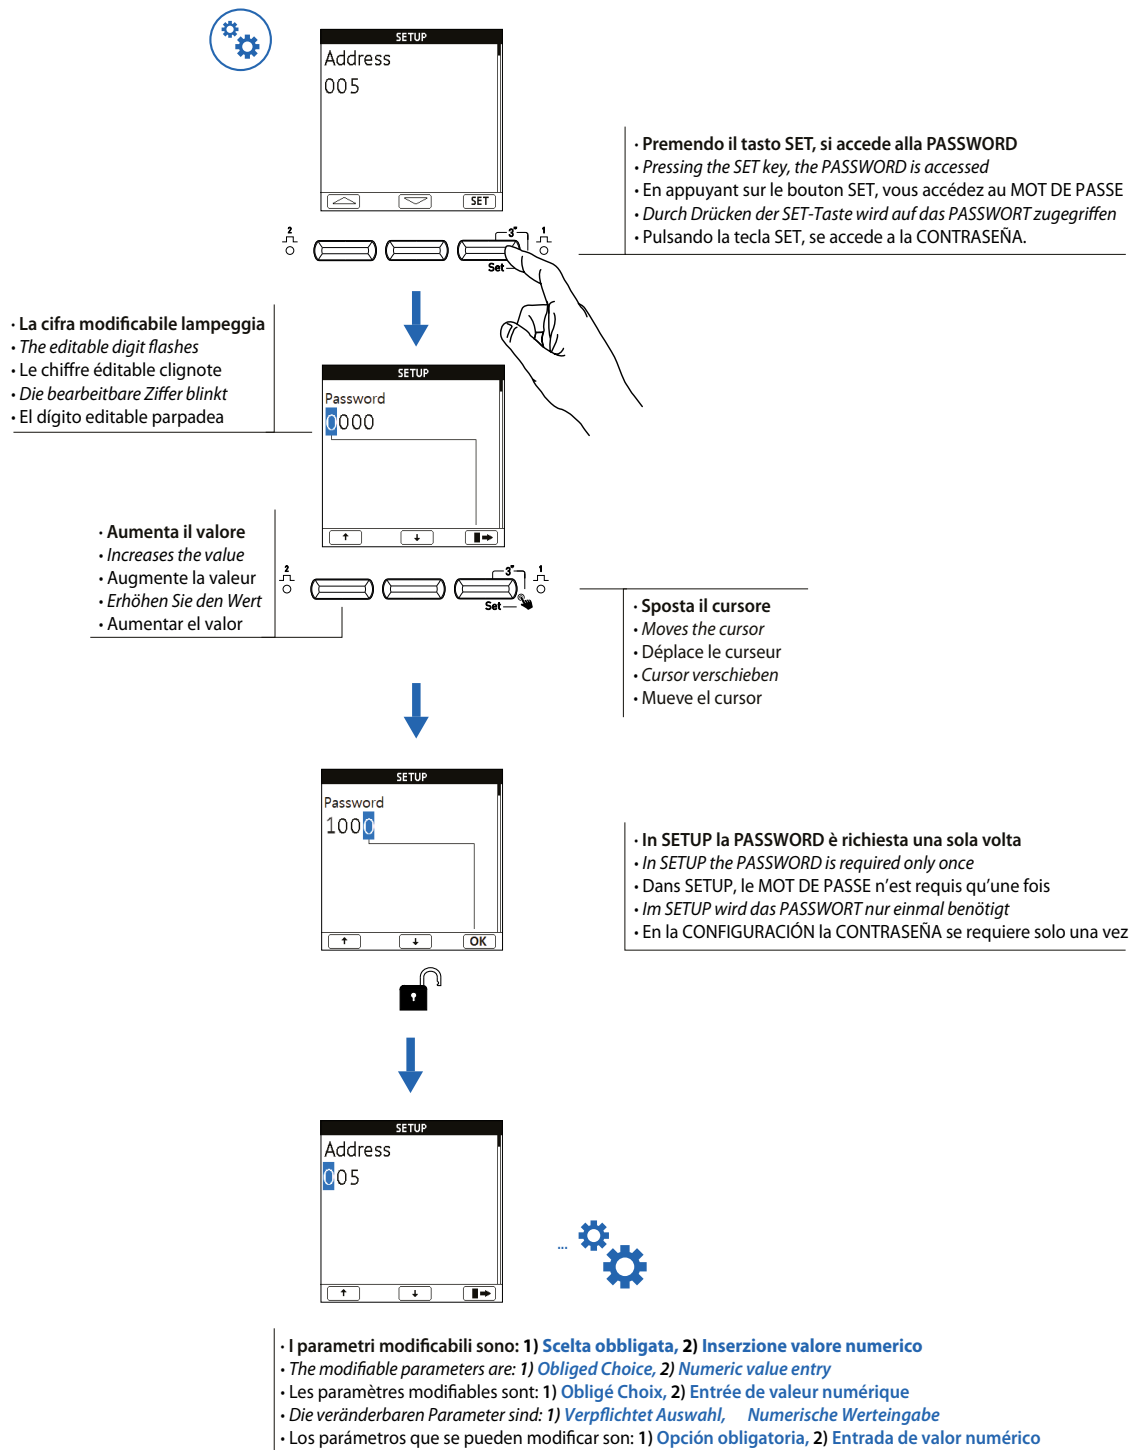 SETUP
Address
005
SET
2
3"
1
Set
• Premendo il tasto SET, si accede alla PASSWORD
• Pressing the SET key, the PASSWORD is accessed
• En appuyant sur le bouton SET, vous accédez au MOT DE PASSE
• Durch Drücken der SET-Taste wird auf das PASSWORT zugegriffen
• Pulsando la tecla SET, se accede a la CONTRASEÑA.
• La cifra modificabile lampeggia
• The editable digit flashes
• Le chiffre éditable clignote
• Die bearbeitbare Ziffer blinkt
• El dígito editable parpadea
SETUP
Password
0000
• Aumenta il valore
• Increases the value
• Augmente la valeur
• Erhöhen Sie den Wert
• Aumentar el valor
2
3"
1
Set
• Sposta il cursore
• Moves the cursor
• Déplace le curseur
• Cursor verschieben
• Mueve el cursor
SETUP
Password
1000
OK
• In SETUP la PASSWORD è richiesta una sola volta
• In SETUP the PASSWORD is required only once
• Dans SETUP, le MOT DE PASSE n’est requis qu’une fois
• Im SETUP wird das PASSWORT nur einmal benötigt
• En la CONFIGURACIÓN la CONTRASEÑA se requiere solo una vez
SETUP
Address
005
...
• I parametri modificabili sono: 1) Scelta obbligata, 2) Inserzione valore numerico
• The modifiable parameters are: 1) Obliged Choice, 2) Numeric value entry
• Les paramètres modifiables sont: 1) Obligé Choix, 2) Entrée de valeur numérique
• Die veränderbaren Parameter sind: 1) Verpflichtet Auswahl, Numerische Werteingabe
• Los parámetros que se pueden modificar son: 1) Opción obligatoria, 2) Entrada de valor numérico